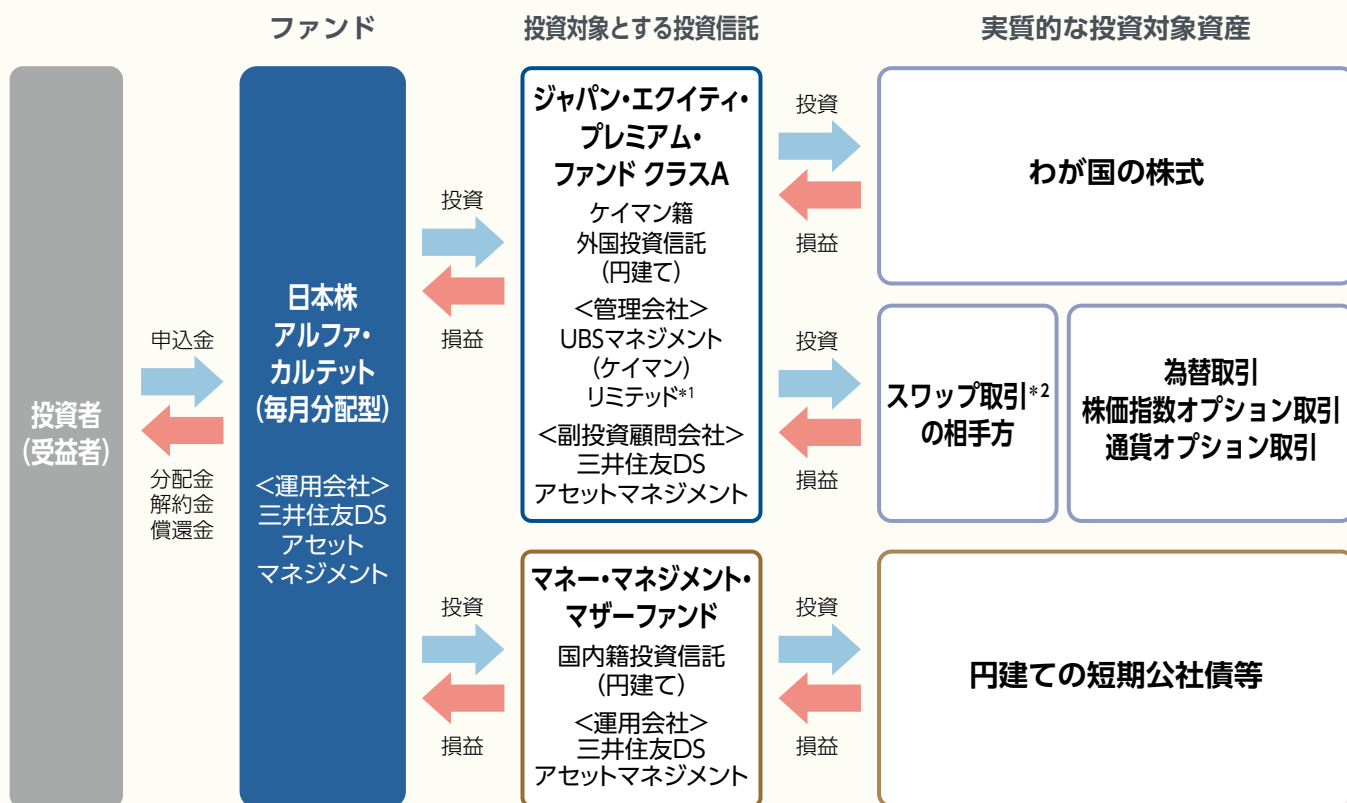 ファンド
投資対象とする投資信託
実質的な投資対象資産
投資者
(受益者)
申込金
分配金
解約金
償還金
日本株
アルファ・
カルテット
(毎月分配型)
<運用会社>
三井住友DS
アセット
マネジメント
投資
損益
ジャパン・エクイティ・
プレミアム・
ファンド クラスA
ケイマン籍
外国投資信託
(円建て)
<管理会社>
UBSマネジメント
(ケイマン)
リミテッド*1
<副投資顧問会社>
三井住友DS
アセットマネジメント
投資
損益
わが国の株式
投資
損益
スワップ取引*2
の相手方
為替取引
株価指数オプション取引
通貨オプション取引
投資
損益
マネー・マネジメント・
マザーファンド
国内籍投資信託
(円建て)
<運用会社>
三井住友DS
アセットマネジメント
投資
損益
円建ての短期公社債等